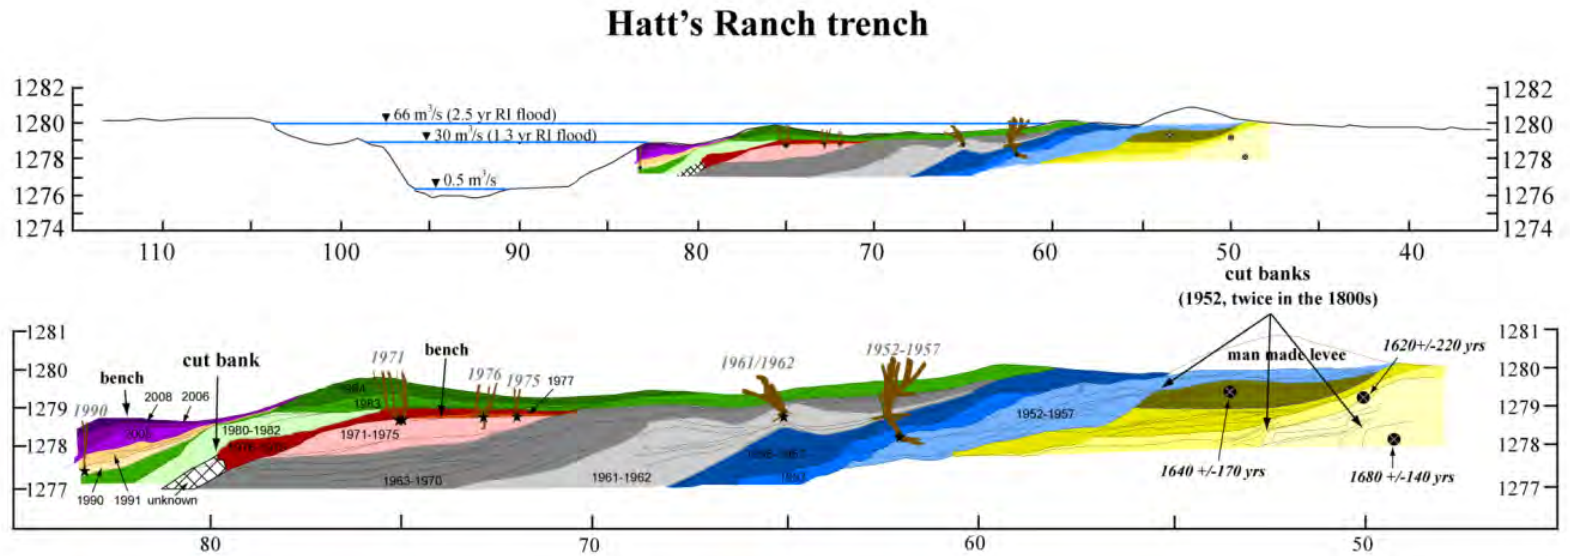 Hatt's Ranch trench
1282
1280
1278
1276
1274
1282
1280
1278
1276
1274
66 m³/s (2.5 yr RI flood)
30 m³/s (1.3 yr RI flood)
0.5 m³/s
110 100 90 80 70 60 50 40
cut banks
(1952, twice in the 1800s)
1281
1280
1279
1278
1277
1281
1280
1279
1278
1277
1971
bench
1961/1962
1952-1957
man made levee
1620+/-220 yrs
cut bank
bench
1976
1975
1977
1990
2008
2006
1984
1983
1980-1982
1971-1975
1952-1957
1963-1970
1961-1962
1640 +/-170 yrs
1680 +/-140 yrs
1990
1991
unknown
80 70 60 50